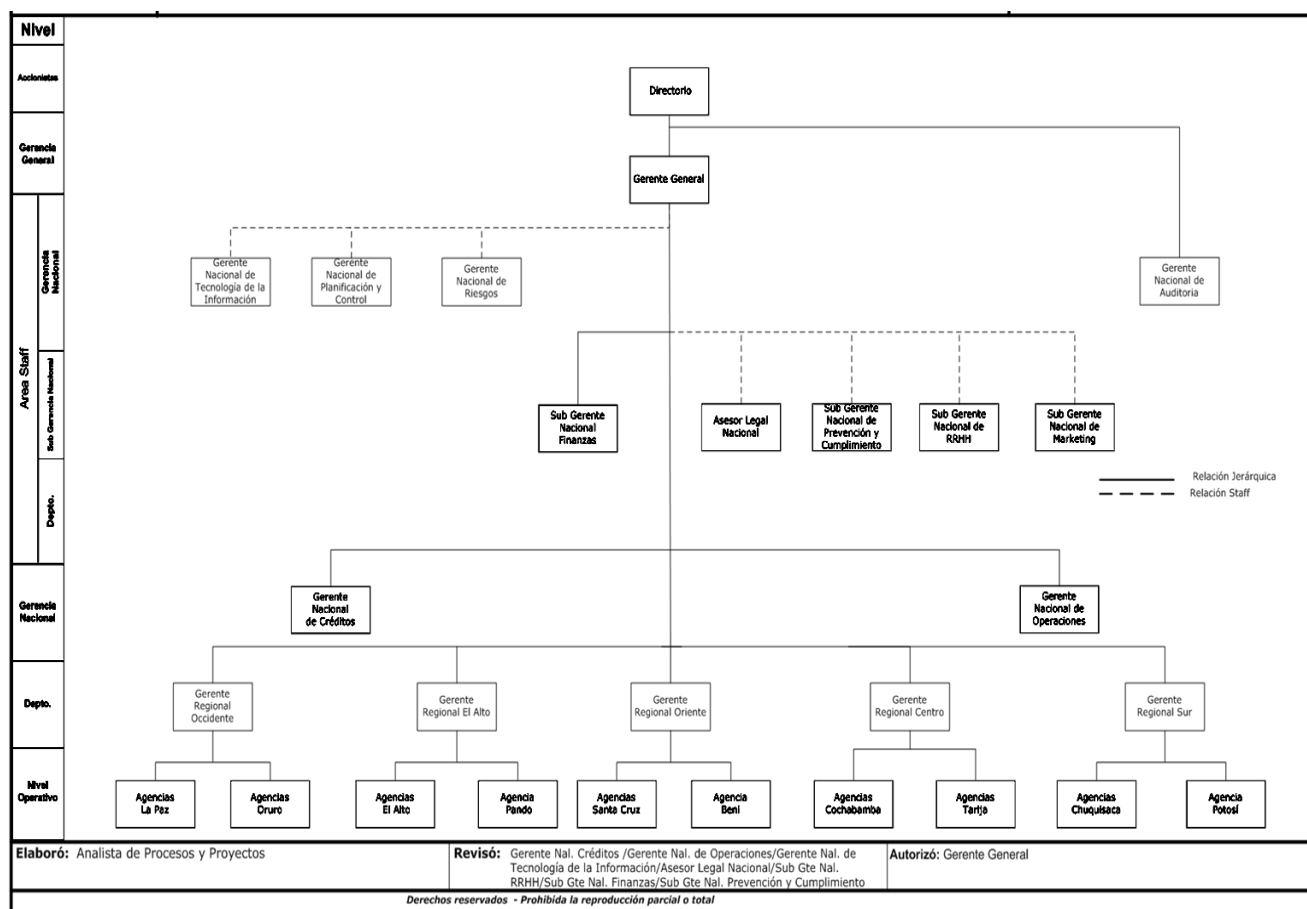 Nivel
Accionistas
Directorio
Gerencia
General
Gerente General
Area Staff
Gerencia
Nacional
Gerente
Nacional de
Tecnología de la
Información
Gerente
Nacional de
Planificación y
Control
Gerente
Nacional de
Riesgos
Gerente
Nacional de
Auditoria
Sub Gerencia Nacional
Sub Gerente
Nacional
Finanzas
Asesor Legal
Nacional
Sub Gerente
Nacional de
Prevención y
Cumplimiento
Sub Gerente
Nacional de
RRHH
Sub Gerente
Nacional de
Marketing
Depto.
Relación Jerárquica
Relación Staff
Gerencia
Nacional
Gerente
Nacional
de Créditos
Gerente
Nacional de
Operaciones
Depto.
Gerente
Regional
Occidente
Gerente
Regional El Alto
Gerente
Regional Oriente
Gerente
Regional Centro
Gerente
Regional Sur
Nivel
Operativo
Agencias
La Paz
Agencias
Oruro
Agencias
El Alto
Agencia
Pando
Agencias
Santa Cruz
Agencias
Beni
Agencias
Cochabamba
Agencias
Tarija
Agencias
Chuquisaca
Agencia
Potosí
Elaboró: Analista de Procesos y Proyectos
Revisó: Gerente Nal. Créditos /Gerente Nal. de Operaciones/Gerente Nal. de
Tecnología de la Información/Asesor Legal Nacional/Sub Gte Nal.
RRHH/Sub Gte Nal. Finanzas/Sub Gte Nal. Prevención y Cumplimiento
Autorizó: Gerente General
Derechos reservados - Prohibida la reproducción parcial o total